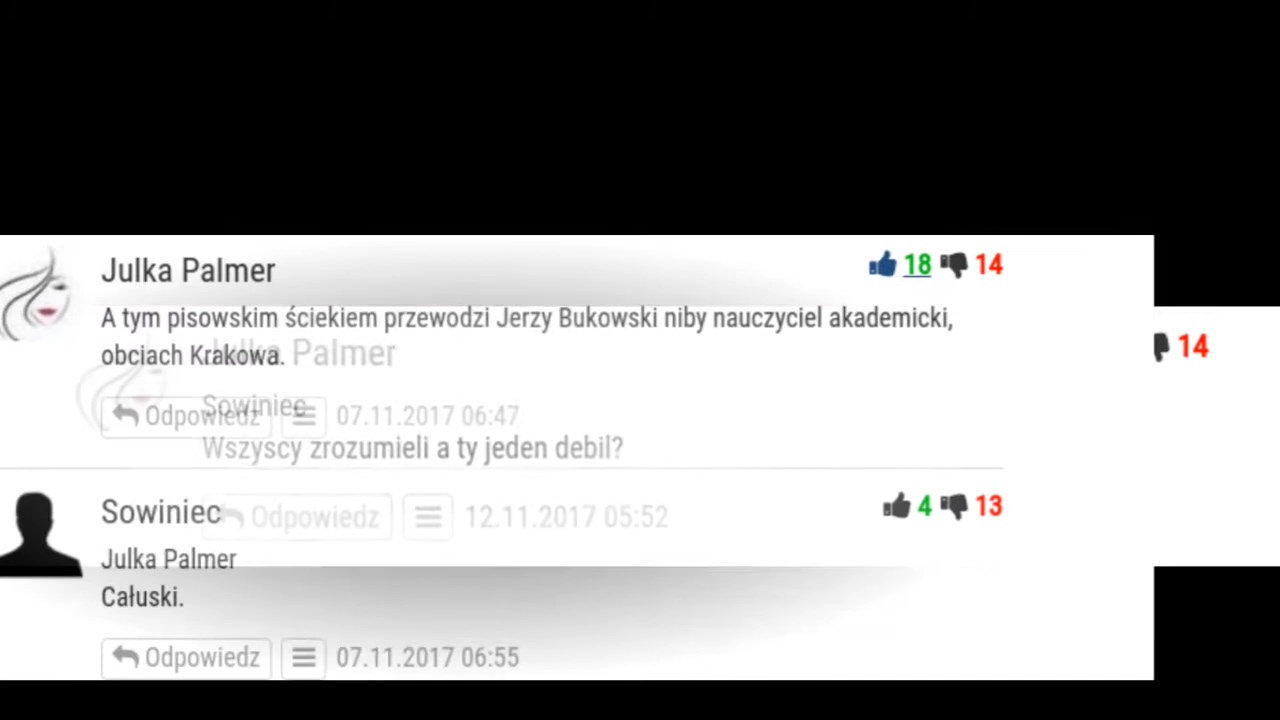 Julka Palmer
18 14
A tym pisowskim ściekiem przewodzi Jerzy Bukowski niby nauczyciel akademicki,
14
obciach Krakowa.
Julka Palmer
Sowiniec
Odpowiedz 07.11.2017 06:47
Wszyscy zrozumieli a ty jeden debil?
Sowiniec
4 13
Odpowiedz 12.11.2017 05:52
Julka Palmer
Całuski.
Odpowiedz 07.11.2017 06:55